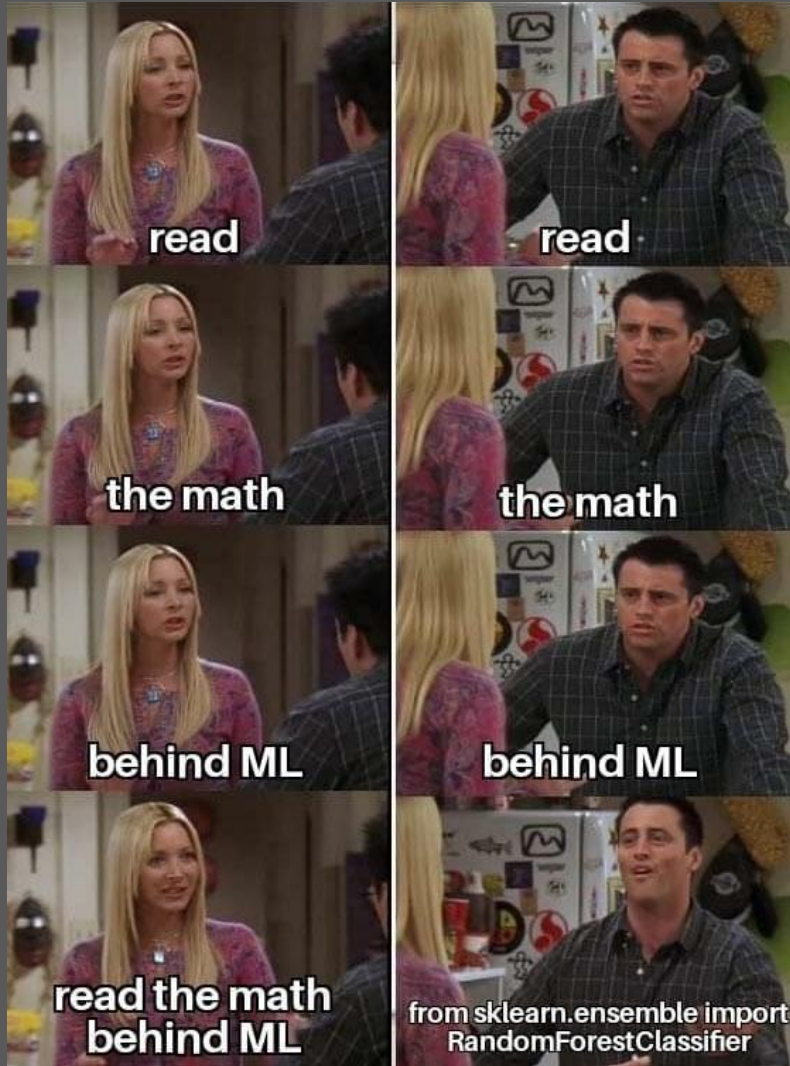 read
read
the math
the math
behind ML
behind ML
read the math
behind ML
from sklearn.ensemble import
RandomForestClassifier